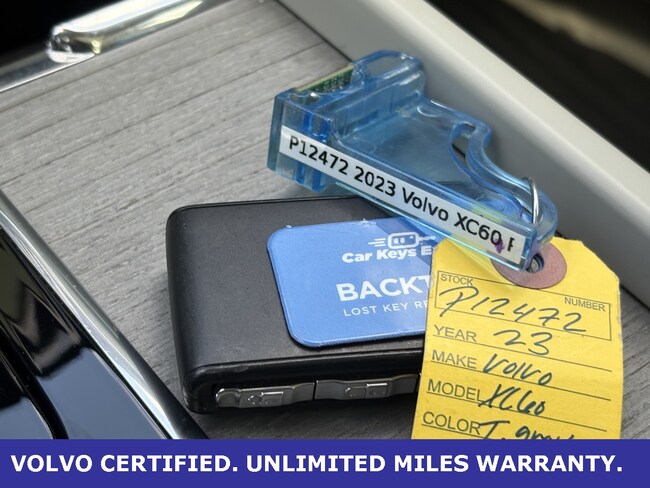 P12472 2023 Volvo XC60
Car Keys E
BACKT
LOST KEY RE
STOCK NUMBER
P12472
YEAR 23
MAKE Volvo
MODEL XC60
COLOR T.
VOLVO CERTIFIED. UNLIMITED MILES WARRANTY.